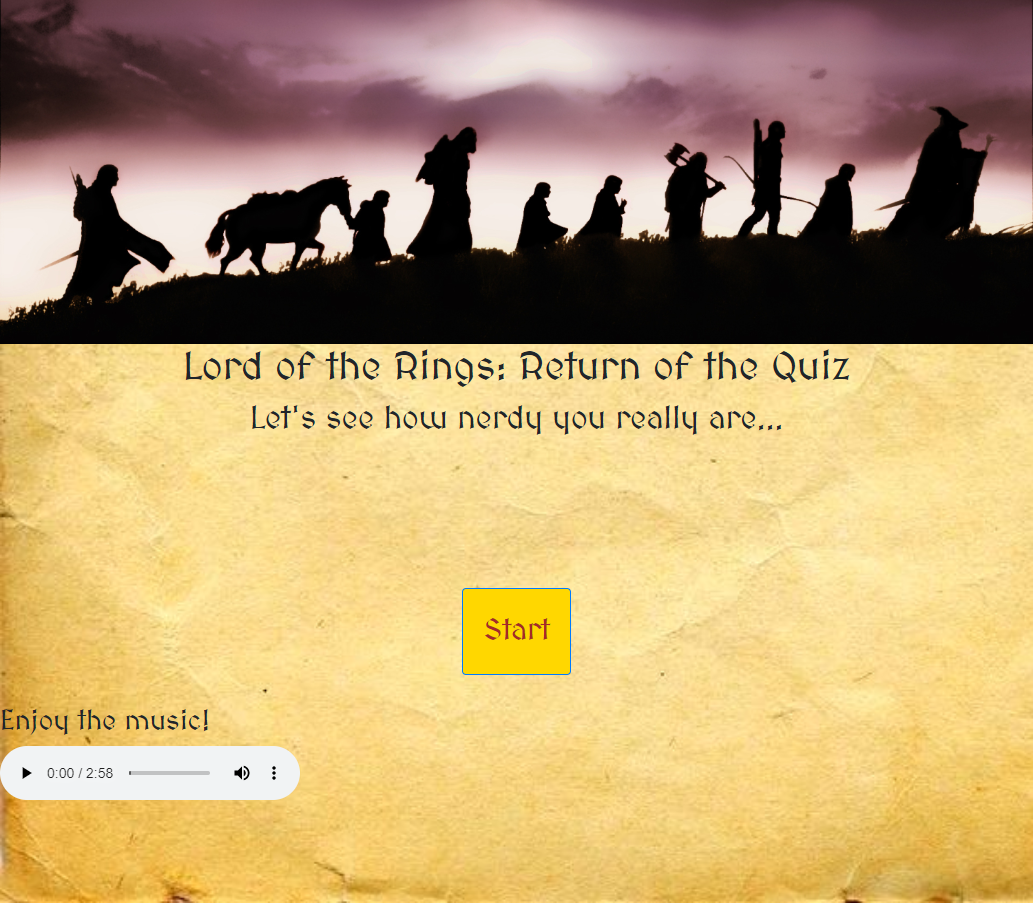 Lord of the Rings: Return of the Quiz
Let's see how nerdy you really are...
Start
Enjoy the music!
0:00 / 2:58